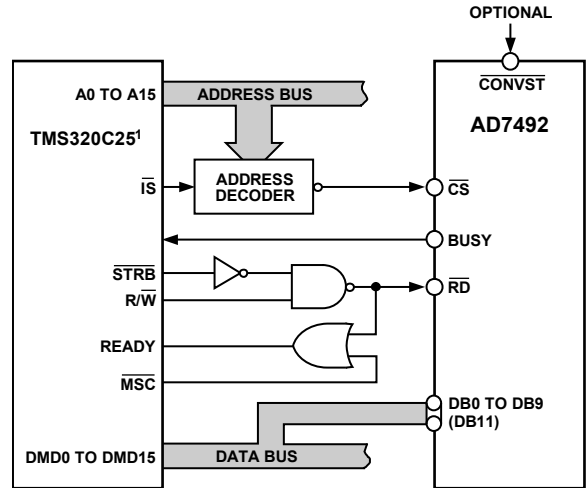 OPTIONAL
CONVST
A0 TO A15
ADDRESS BUS
AD7492
TMS320C25¹
IS
ADDRESS
DECODER
CS
BUSY
STRB
R/W
RD
READY
MSC
DB0 TO DB9
(DB11)
DMD0 TO DMD15
DATA BUS